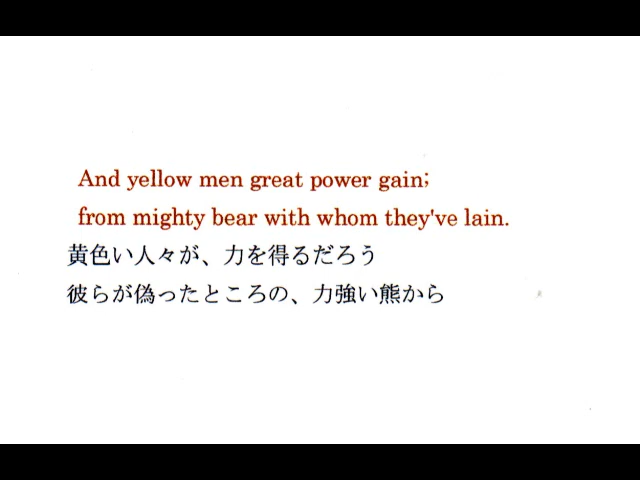 And yellow men great power gain;
from mighty bear with whom they've lain.
黄色い人々が、力を得るだろう
彼らが偽ったところの、力強い熊から